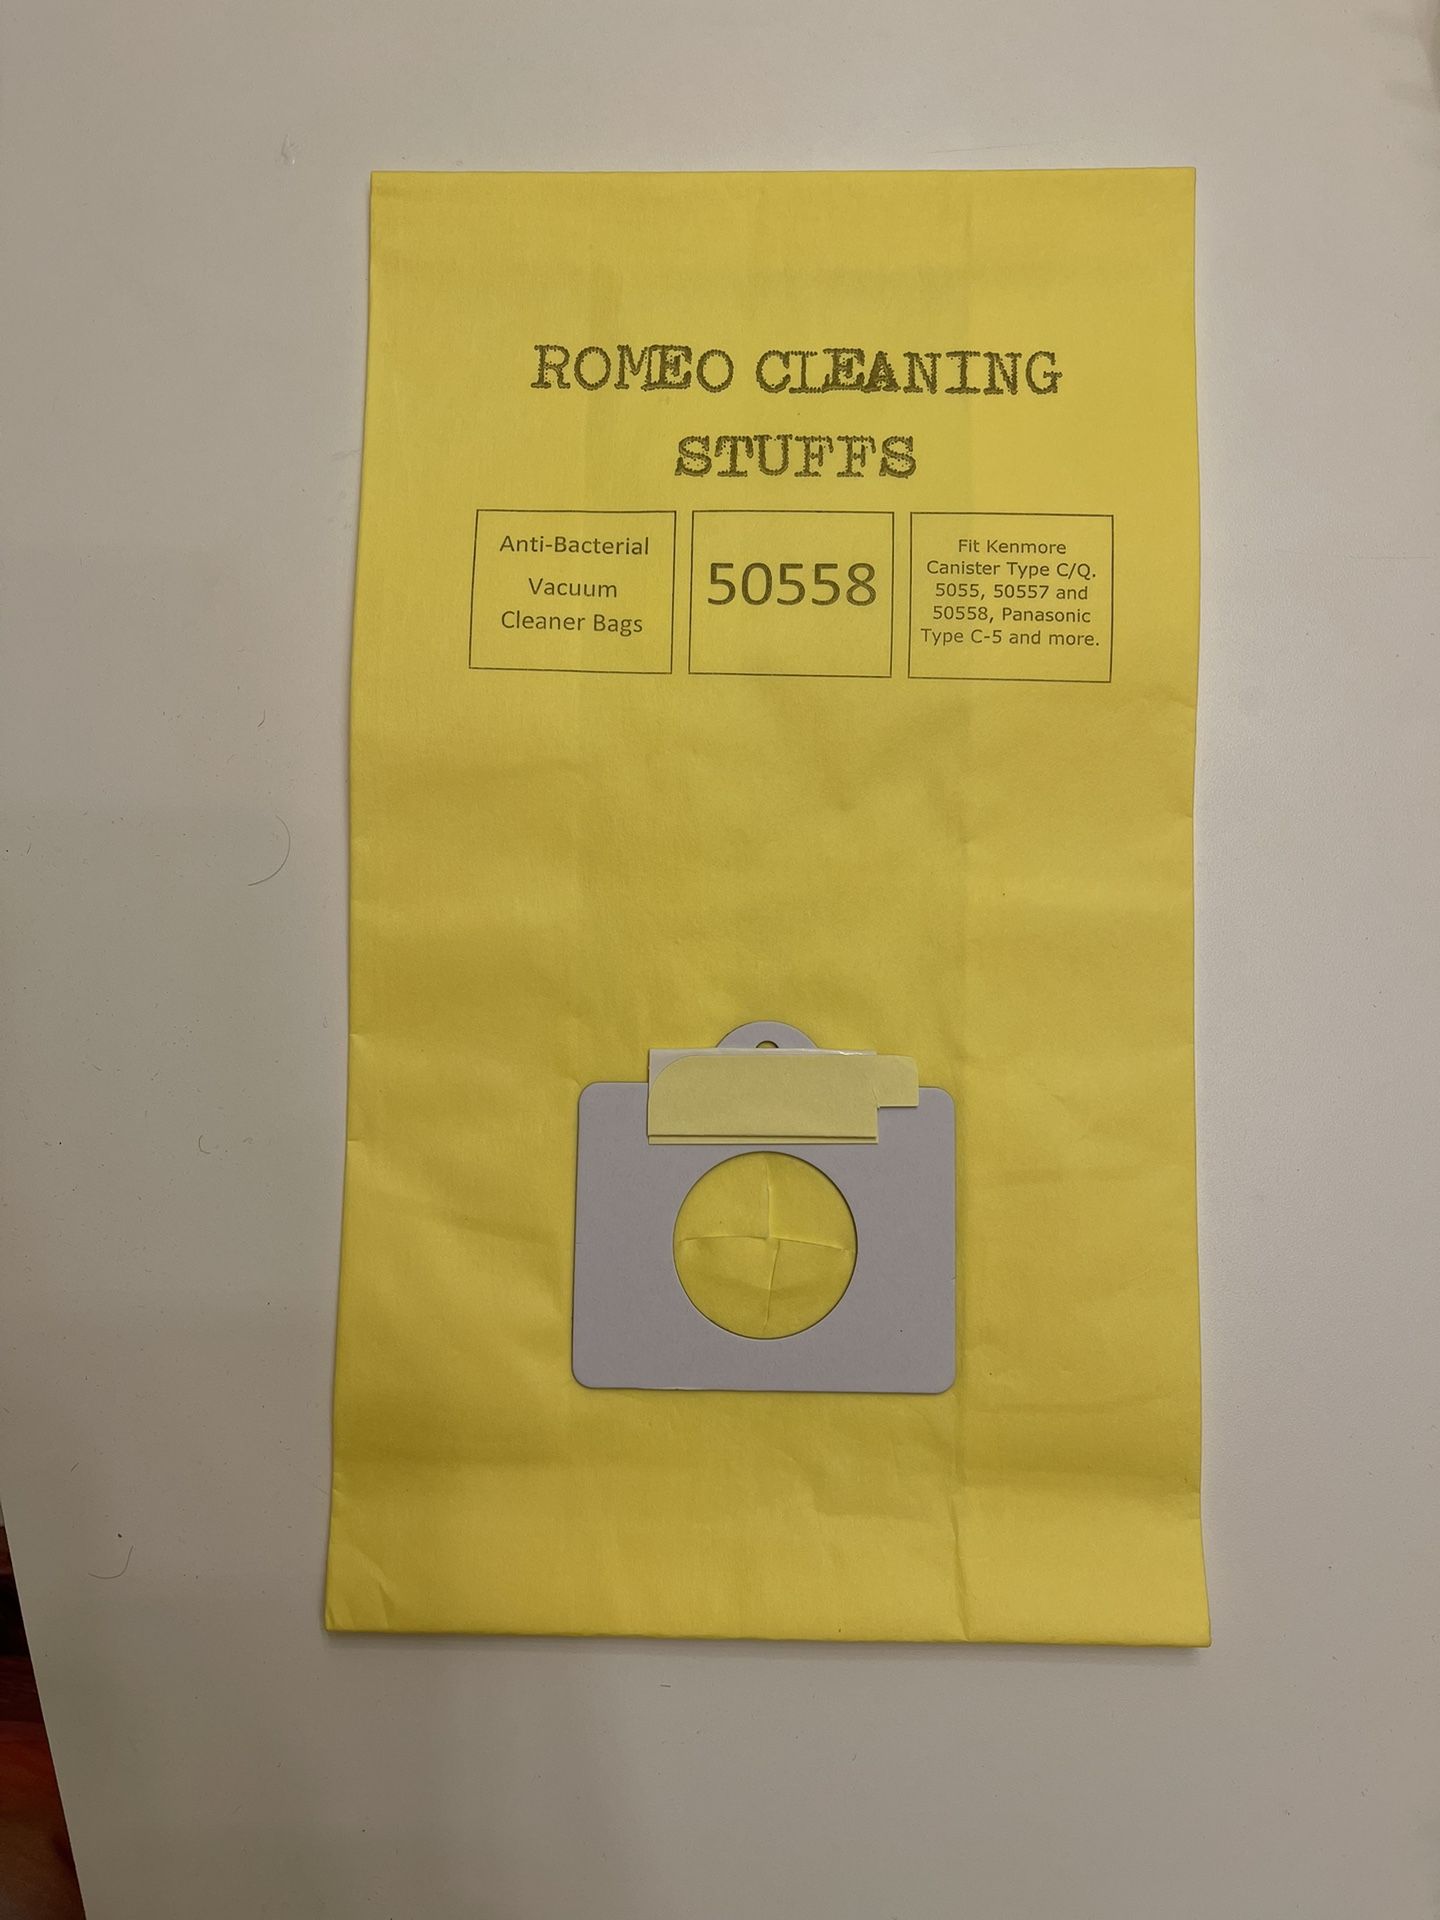 ROMEO CLEANING
STUFFS
Anti-Bacterial
Vacuum
Cleaner Bags
50558
Fit Kenmore
Canister Type C/Q.
5055, 50557 and
50558, Panasonic
Type C-5 and more.